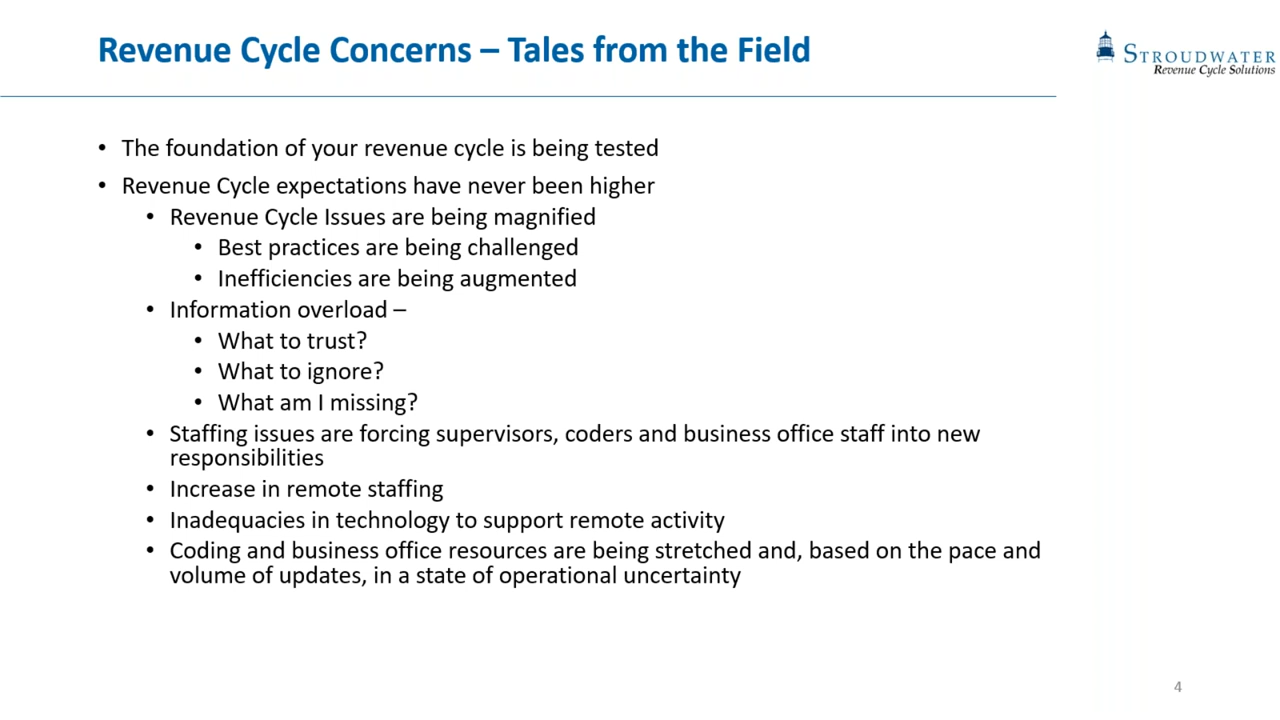 Revenue Cycle Concerns – Tales from the Field
STROUDWATER
Revenue Cycle Solutions
• The foundation of your revenue cycle is being tested
• Revenue Cycle expectations have never been higher
• Revenue Cycle Issues are being magnified
• Best practices are being challenged
• Inefficiencies are being augmented
• Information overload –
• What to trust?
• What to ignore?
• What am I missing?
• Staffing issues are forcing supervisors, coders and business office staff into new
responsibilities
• Increase in remote staffing
• Inadequacies in technology to support remote activity
• Coding and business office resources are being stretched and, based on the pace and
volume of updates, in a state of operational uncertainty
4